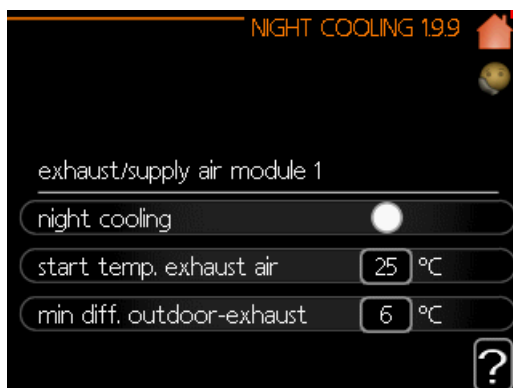 NIGHT COOLING 1.9.9
exhaust/supply air module 1
night cooling
start temp. exhaust air 25 °C
min diff. outdoor-exhaust 6 °C
?